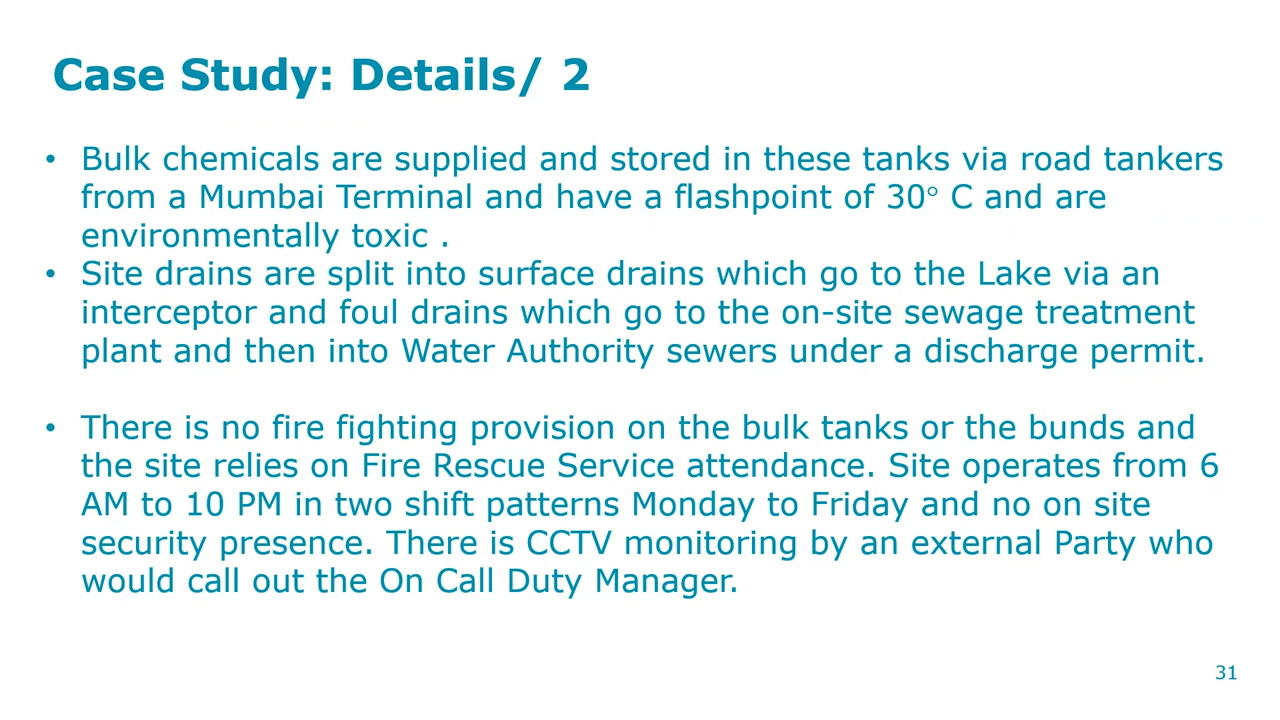 Case Study: Details/ 2
• Bulk chemicals are supplied and stored in these tanks via road tankers
from a Mumbai Terminal and have a flashpoint of 30° C and are
environmentally toxic .
• Site drains are split into surface drains which go to the Lake via an
interceptor and foul drains which go to the on-site sewage treatment
plant and then into Water Authority sewers under a discharge permit.
• There is no fire fighting provision on the bulk tanks or the bunds and
the site relies on Fire Rescue Service attendance. Site operates from 6
AM to 10 PM in two shift patterns Monday to Friday and no on site
security presence. There is CCTV monitoring by an external Party who
would call out the On Call Duty Manager.
31